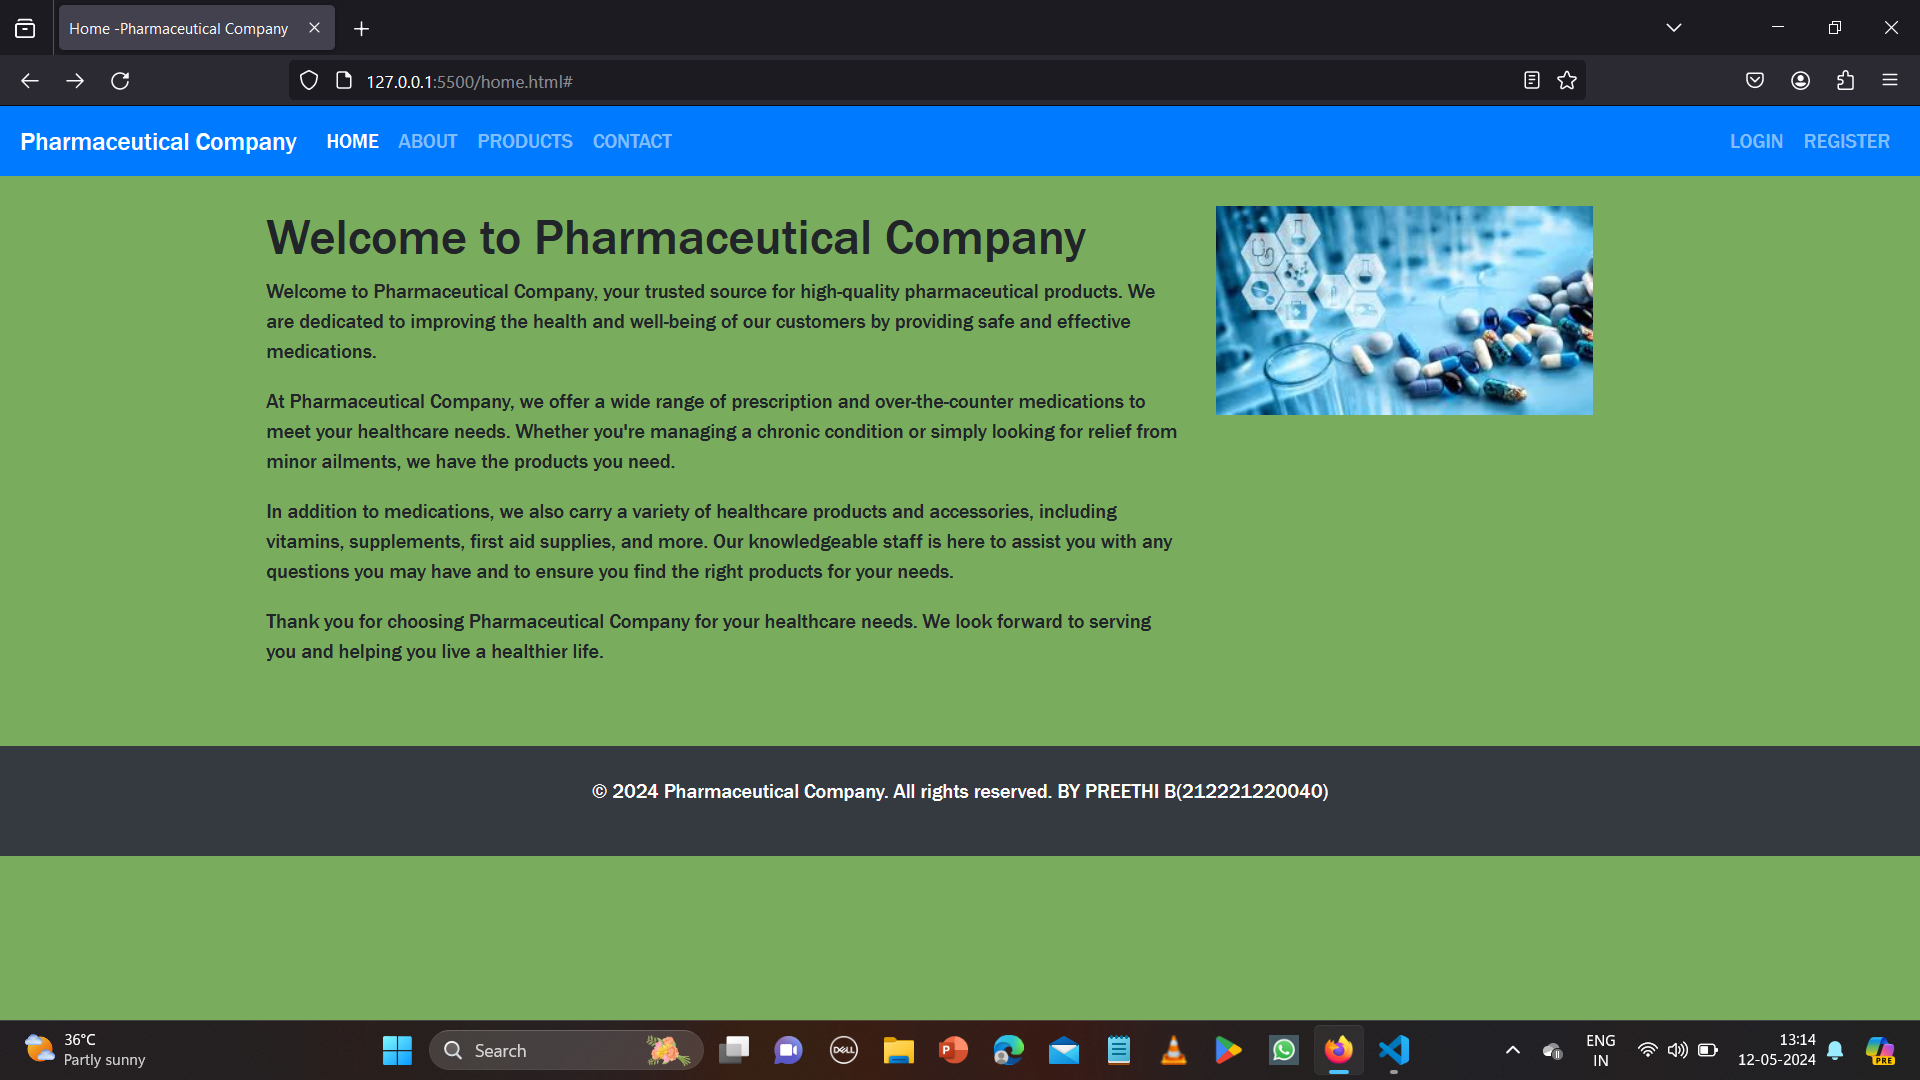 Home -Pharmaceutical Company
127.0.0.1:5500/home.html#
Pharmaceutical Company HOME ABOUT PRODUCTS CONTACT LOGIN REGISTER
Welcome to Pharmaceutical Company
Welcome to Pharmaceutical Company, your trusted source for high-quality pharmaceutical products. We
are dedicated to improving the health and well-being of our customers by providing safe and effective
medications.
At Pharmaceutical Company, we offer a wide range of prescription and over-the-counter medications to
meet your healthcare needs. Whether you're managing a chronic condition or simply looking for relief from
minor ailments, we have the products you need.
In addition to medications, we also carry a variety of healthcare products and accessories, including
vitamins, supplements, first aid supplies, and more. Our knowledgeable staff is here to assist you with any
questions you may have and to ensure you find the right products for your needs.
Thank you for choosing Pharmaceutical Company for your healthcare needs. We look forward to serving
you and helping you live a healthier life.
© 2024 Pharmaceutical Company. All rights reserved. BY PREETHI B(212221220040)
36°C
Partly sunny
Search
DELL
P
ENG
IN
13:14
12-05-2024
PRE